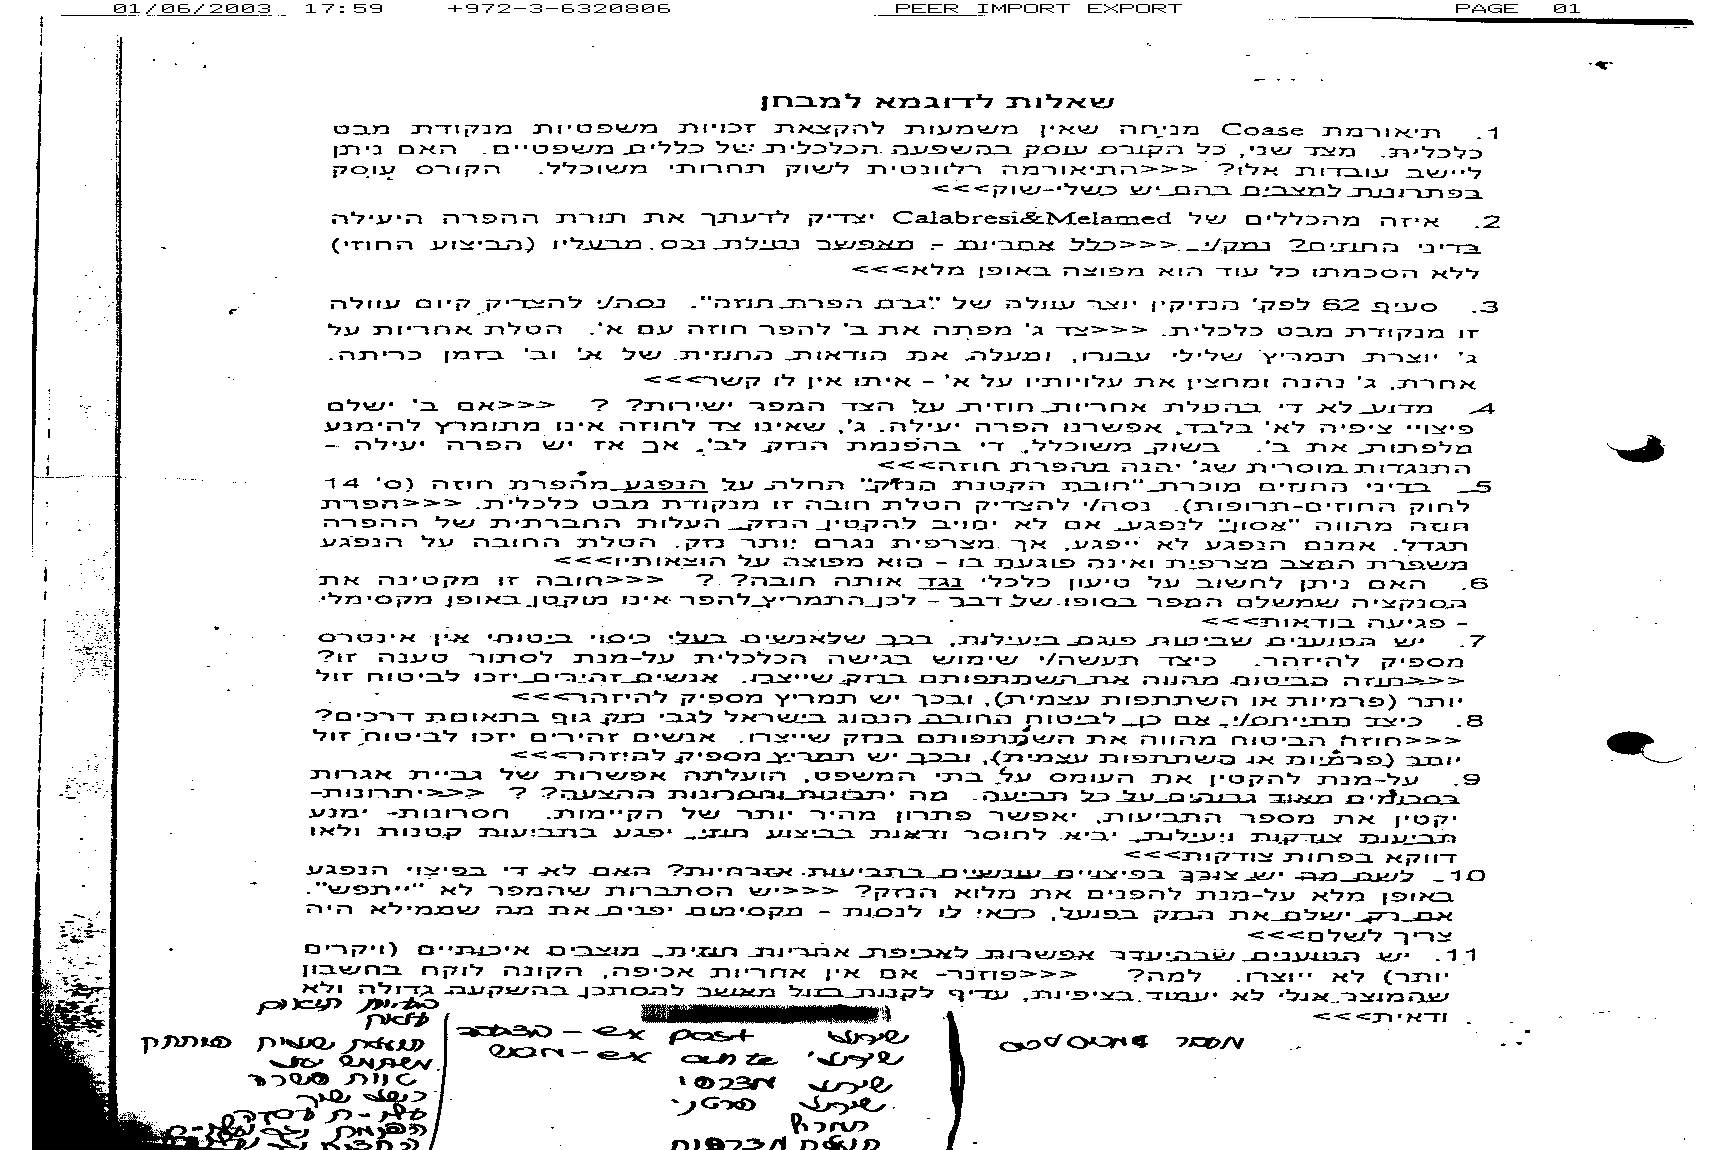 01/06/2003 17:59 +972-3-6320806 PEER IMPORT EXPORT PAGE 01
שאלות לדוגמא למבחן
1. תיאורמת Coase מניחה שאין משמעות להקצאת זכויות משפטיות מנקודת מבט
כלכלית. מצד שני, כל הקורס עוסק בהשפעה הכלכלית של כללים משפטיים. האם ניתן
ליישב עובדות אלו? <<<התיאורמה רלוונטית לשוק תחרותי משוכלל. הקורס עוסק
בפתרונות למצבים בהם יש כשלי-שוק>>>
2. איזה מהכללים של Calabresi&Melamed יצדיק לדעתך את תורת ההפרה היעילה
בדיני החוזים? נמק/י. <<<כלל אחריות - מאפשר נטילת נכס מבעליו (הביצוע החוזי)
ללא הסכמתו כל עוד הוא מפוצה באופן מלא>>>
3. סעיף 62 לפק' הנזיקין יוצר עוולה של "גרם הפרת חוזה". נסה/י להצדיק קיום עוולה
זו מנקודת מבט כלכלית. <<<צד ג' מפתה את ב' להפר חוזה עם א'. הטלת אחריות על
ג' יוצרת תמריץ שלילי עבורו, ומעלה את הודאות החוזית של א' וב' בזמן כריתה.
אחרת, ג' נהנה ומחצין את עלויותיו על א' - איתו אין לו קשר>>>
4. מדוע לא די בהטלת אחריות חוזית על הצד המפר ישירות? ? <<<אם ב' ישלם
פיצויי ציפיה לא' בלבד, אפשרנו הפרה יעילה. ג', שאינו צד לחוזה אינו מתומרץ להימנע
מלפתות את ב'. בשוק משוכלל, די בהפנמת הנזק לב', אך אז יש הפרה יעילה -
התנגדות מוסרית שג' יהנה מהפרת חוזה>>>
5. בדיני החוזים מוכרת "חובת הקטנת הנזק" החלת על הנפגע מהפרת חוזה (ס' 14
לחוק החוזים-תרופות). נסה/י להצדיק הטלת חובה זו מנקודת מבט כלכלית. <<<הפרת
חוזה מהווה "אסון" לנפגע. אם לא יחוייב להקטין הנזק, העלות החברתית של ההפרה
תגדל. אמנם הנפגע לא ייפגע, אך מצרפית נגרם יותר נזק. הטלת החובה על הנפגע
משפרת המצב מצרפית ואינה פוגעת בו - הוא מפוצה על הוצאותיו>>>
6. האם ניתן לחשוב על טיעון כלכלי נגד אותה חובה? ? <<<חובה זו מקטינה את
הסנקציה שמשלם המפר בסופו של דבר - לכן התמריץ להפר אינו מוקטן באופן מקסימלי
- פגיעה בודאות>>>
7. יש הטוענים שביטוח פוגם ביעילות, בכך שלאנשים בעלי כיסוי ביטוחי אין אינטרס
מספיק להיזהר. כיצד תעשה/י שימוש בגישה הכלכלית על-מנת לסתור טענה זו?
<<<חוזה הביטוח מהווה את השתתפותם בנזק שייצרו. אנשים זהירים יזכו לביטוח זול
יותר (פרמיות או השתתפות עצמית), ובכך יש תמריץ מספיק להיזהר>>>
8. כיצד תתייחס/י, אם כן, לביטוח החובה הנהוג בישראל לגבי נזק גוף בתאונות דרכים?
<<<חוזה הביטוח מהווה את השתתפותם בנזק שייצרו. אנשים זהירים יזכו לביטוח זול
יותר (פרמיות או השתתפות עצמית), ובכך יש תמריץ מספיק להיזהר>>>
9. על-מנת להקטין את העומס על בתי המשפט, הועלתה אפשרות של גביית אגרות
בסכומים מאוד גבוהים על כל תביעה. מה יתרונות וחסרונות ההצעה? ? <<<יתרונות-
יקטין את מספר התביעות, יאפשר פתרון מהיר יותר של הקיימות. חסרונות- ימנע
תביעות צודקות ויעילות, יביא לחוסר ודאות בביצוע חוזי, יפגע בתביעות קטנות ולאו
דווקא בפחות צודקות>>>
10. לשם מה יש צורך בפיצויים עונשיים בתביעות אזרחיות? האם לא די בפיצוי הנפגע
באופן מלא על-מנת להפנים את מלוא הנזק? <<<יש הסתברות שהמפר לא "ייתפש".
אם רק ישלם את הנזק בפועל, כדאי לו לנסות - מקסימום יפנים את מה שממילא היה
צריך לשלם>>>
11. יש הטוענים שבהיעדר אפשרות לאכיפת אחריות חוזית, מוצבים איכותיים (ויקרים
יותר) לא ייוצרו. למה? <<<פוזנר- אם אין אחריות אכיפה, הקונה לוקח בחשבון
שהמוצר אולי לא יעמוד בציפיות, עדיף לקנות בזול מאשר להסתכן בהשקעה גדולה ולא
ודאית>>>
שיקול ex post - הצבעה
שיקול ex ante - חכש
שיקול מצרפי
שיקול פרטני